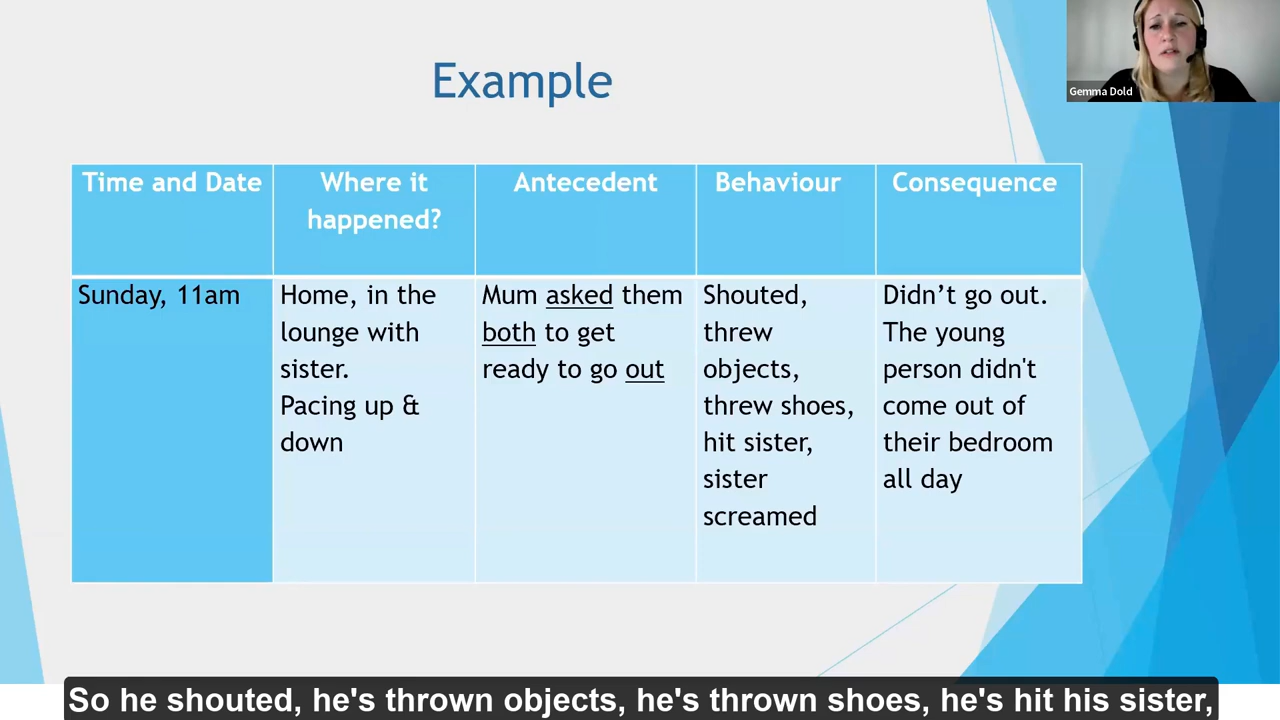 Example
Gemma Dold
Time and Date
Where it
happened?
Antecedent
Behaviour
Consequence
Sunday, 11am
Home, in the
lounge with
sister.
Pacing up &
down
Mum asked them
both to get
ready to go out
Shouted,
threw
objects,
threw shoes,
hit sister,
sister
screamed
Didn’t go out.
The young
person didn't
come out of
their bedroom
all day
So he shouted, he's thrown objects, he's thrown shoes, he's hit his sister,